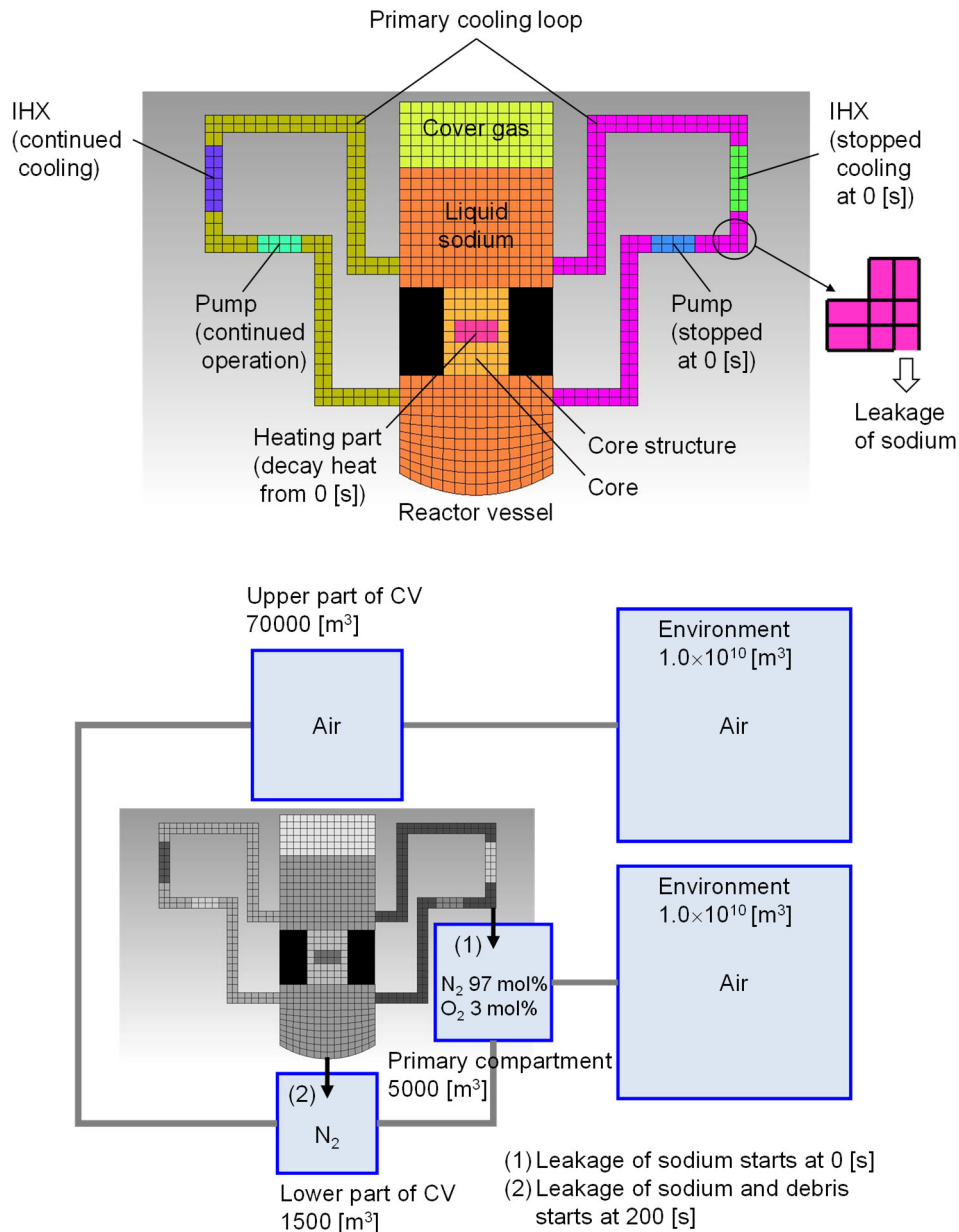 Primary cooling loop
IHX
(continued
cooling)
Cover gas
IHX
(stopped
cooling
at 0 [s])
Liquid
sodium
Pump
(continued
operation)
Pump
(stopped
at 0 [s])
Leakage
of sodium
Heating part
(decay heat
from 0 [s])
Core structure
Core
Reactor vessel
Upper part of CV
70000 [m³]
Air
Environment
1.0×10¹⁰ [m³]
Air
Environment
1.0×10¹⁰ [m³]
Air
(1)
N₂ 97 mol%
O₂ 3 mol%
Primary compartment
5000 [m³]
(2)
N₂
Lower part of CV
1500 [m³]
(1) Leakage of sodium starts at 0 [s]
(2) Leakage of sodium and debris
starts at 200 [s]